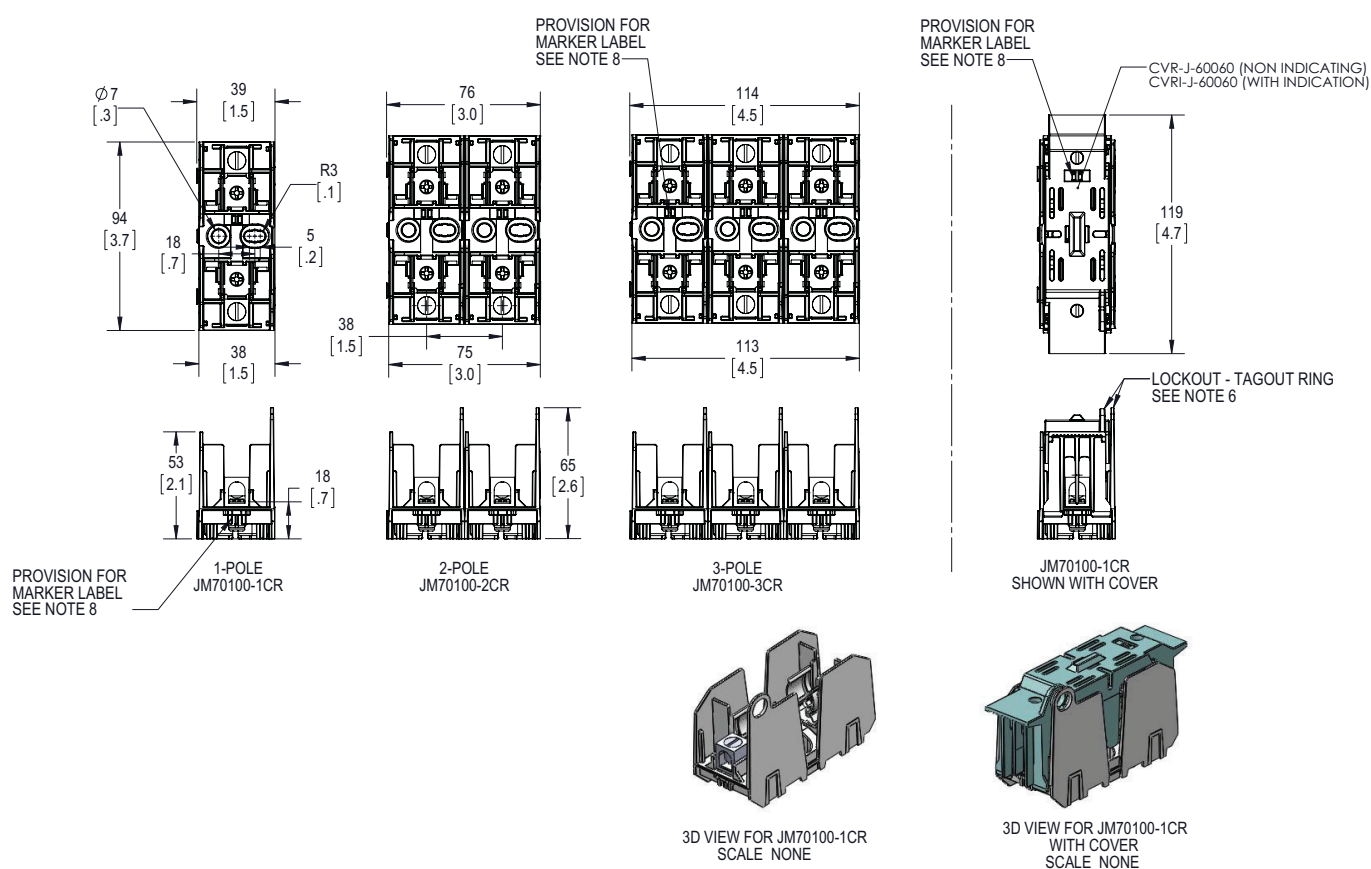 PROVISION FOR
MARKER LABEL
SEE NOTE 8
PROVISION FOR
MARKER LABEL
SEE NOTE 8
CVR-J-60060 (NON INDICATING)
CVRI-J-60060 (WITH INDICATION)
∅7
[.3]
39
[1.5]
76
[3.0]
114
[4.5]
R3
[.1]
94
[3.7]
18
[.7]
5
[.2]
119
[4.7]
38
[1.5]
38
[1.5]
75
[3.0]
113
[4.5]
LOCKOUT - TAGOUT RING
SEE NOTE 6
53
[2.1]
18
[.7]
65
[2.6]
PROVISION FOR
MARKER LABEL
SEE NOTE 8
1-POLE
JM70100-1CR
2-POLE
JM70100-2CR
3-POLE
JM70100-3CR
JM70100-1CR
SHOWN WITH COVER
3D VIEW FOR JM70100-1CR
SCALE NONE
3D VIEW FOR JM70100-1CR
WITH COVER
SCALE NONE